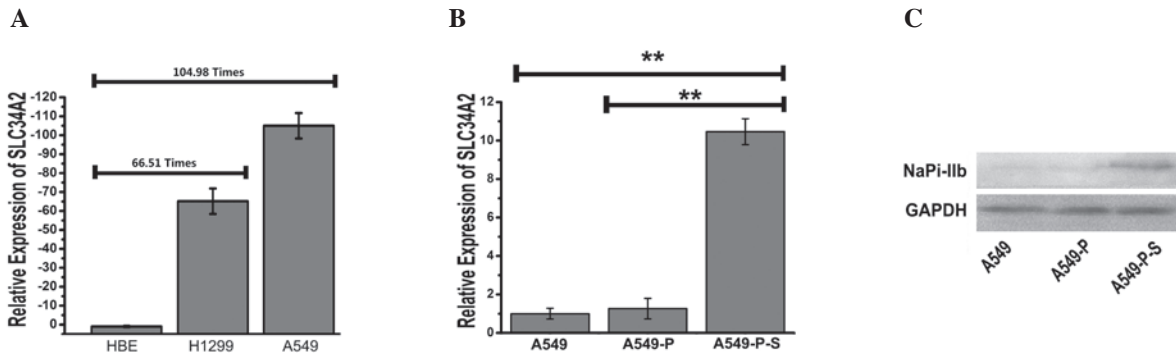 A
104.98 Times
66.51 Times
Relative Expression of SLC34A2
-120
-110
-100
-90
-80
-70
-60
-50
-40
-30
-20
-10
0
HBE H1299 A549
B
**
**
Relative Expression of SLC34A2
12
10
8
6
4
2
0
A549 A549-P A549-P-S
C
NaPi-IIb
GAPDH
A549 A549-P A549-P-S